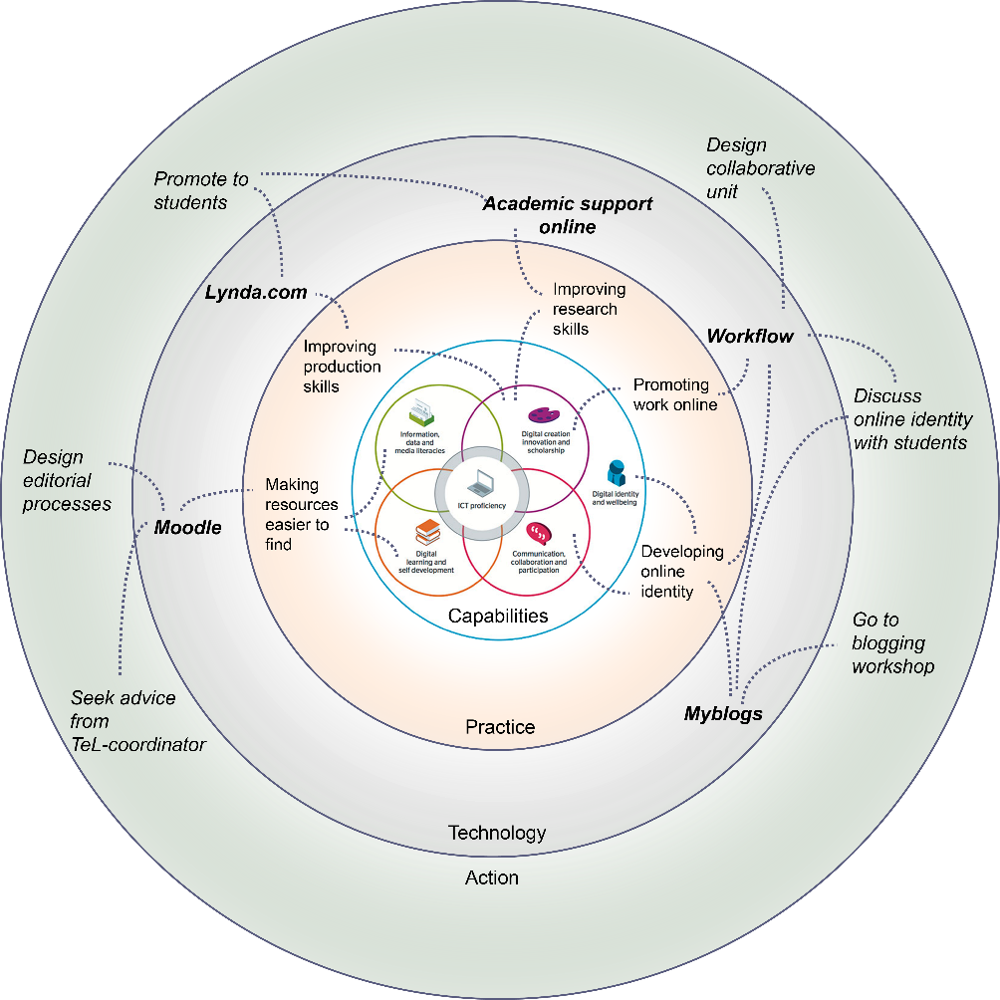 Design
collaborative
unit
Promote to
students
Academic support
online
Lynda.com
Improving
research
skills
Workflow
Improving
production
skills
Promoting
work online
Discuss
online identity
with students
Information,
data and
media literacies
Digital creation
innovation and
scholarship
Design
editorial
processes
Making
resources
easier to
find
ICT proficiency
Digital identity
and wellbeing
Moodle
Digital
learning and
self development
Communication,
collaboration and
participation
Developing
online
identity
Capabilities
Go to
blogging
workshop
Seek advice
from
TeL-coordinator
Myblogs
Practice
Technology
Action